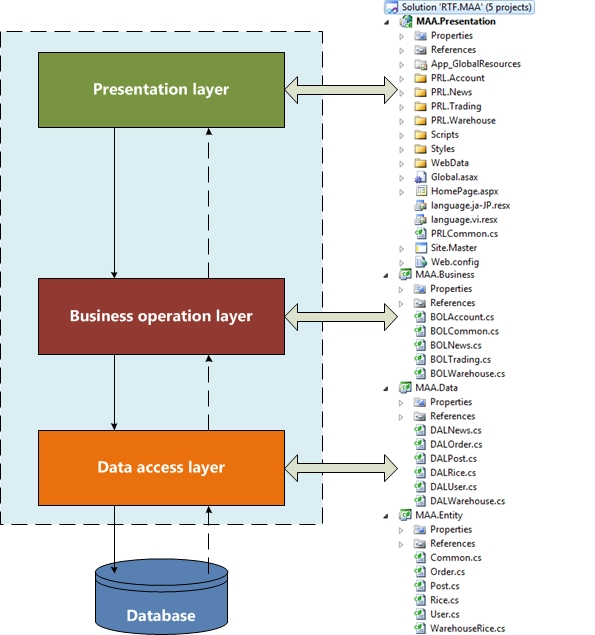 Presentation layer
Business operation layer
Data access layer
Database
Solution 'RTF.MAA' (5 projects)
MAA.Presentation
Properties
References
App_GlobalResources
PRL.Account
PRL.News
PRL.Trading
PRL.Warehouse
Scripts
Styles
WebData
Global.asax
HomePage.aspx
language.ja-JP.resx
language.vi.resx
PRLCommon.cs
Site.Master
Web.config
MAA.Business
Properties
References
BOLAccount.cs
BOLCommon.cs
BOLNews.cs
BOLTrading.cs
BOLWarehouse.cs
MAA.Data
Properties
References
DALNews.cs
DALOrder.cs
DALPost.cs
DALRice.cs
DALUser.cs
DALWarehouse.cs
MAA.Entity
Properties
References
Common.cs
Order.cs
Post.cs
Rice.cs
User.cs
WarehouseRice.cs